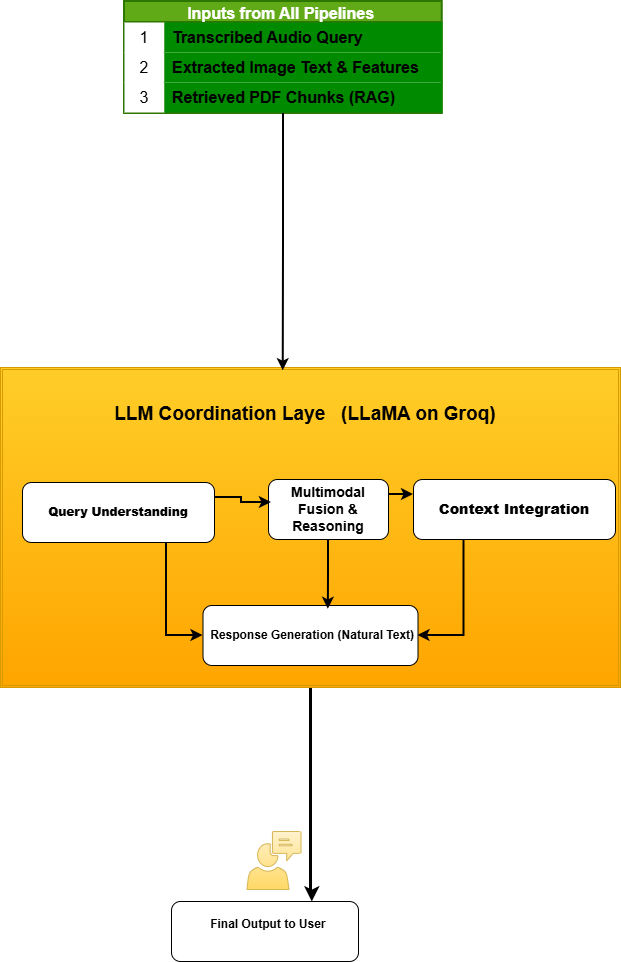 Inputs from All Pipelines
1 Transcribed Audio Query
2 Extracted Image Text & Features
3 Retrieved PDF Chunks (RAG)
LLM Coordination Laye (LLaMA on Groq)
Query Understanding
Multimodal
Fusion &
Reasoning
Context Integration
Response Generation (Natural Text)
Final Output to User